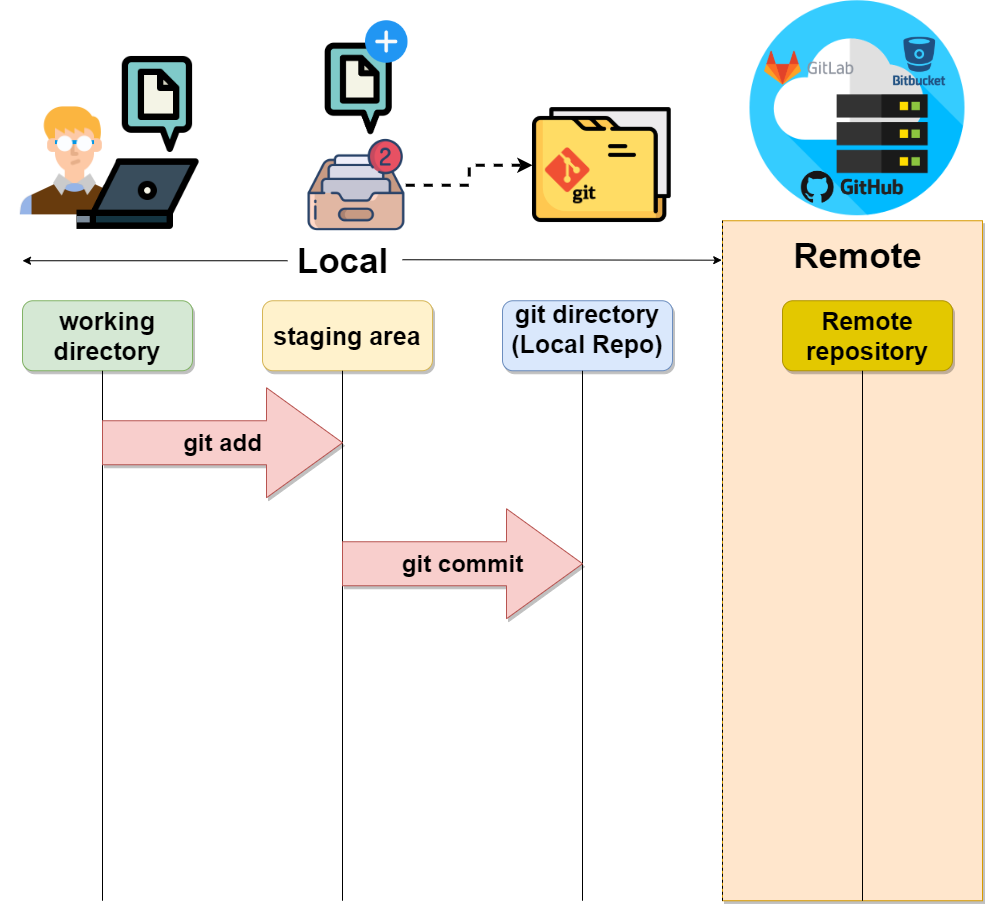 GitLab
Bitbucket
2
git
GitHub
Local
Remote
working
directory
staging area
git directory
(Local Repo)
Remote
repository
git add
git commit